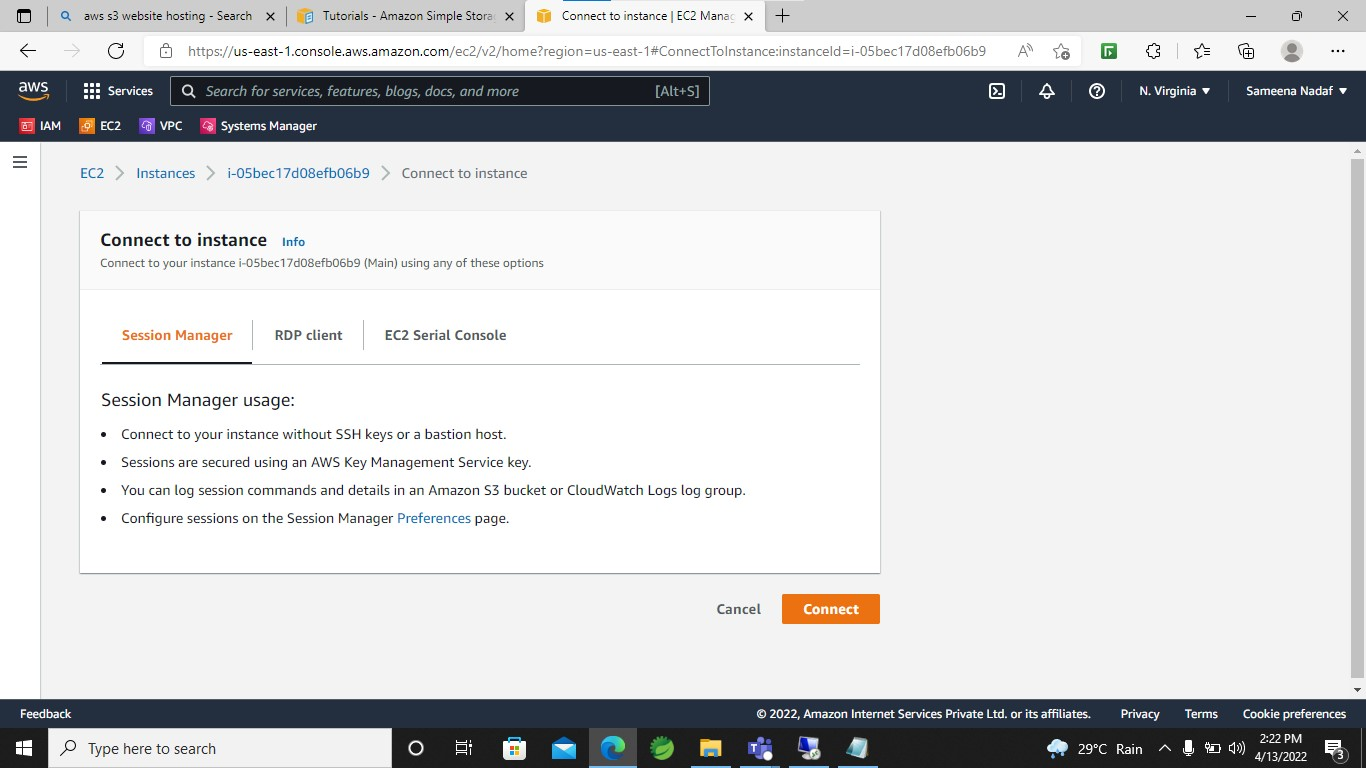 aws s3 website hosting - Search
Tutorials - Amazon Simple Stora
Connect to instance | EC2 Manag
https://us-east-1.console.aws.amazon.com/ec2/v2/home?region=us-east-1#ConnectToInstance:instanceId=i-05bec17d08efb06b9
aws
Services
Search for services, features, blogs, docs, and more
[Alt+S]
N. Virginia
Sameena Nadaf
IAM
EC2
VPC
Systems Manager
EC2
Instances
i-05bec17d08efb06b9
Connect to instance
Connect to instance
Info
Connect to your instance i-05bec17d08efb06b9 (Main) using any of these options
Session Manager
RDP client
EC2 Serial Console
Session Manager usage:
Connect to your instance without SSH keys or a bastion host.
Sessions are secured using an AWS Key Management Service key.
You can log session commands and details in an Amazon S3 bucket or CloudWatch Logs log group.
Configure sessions on the Session Manager Preferences page.
Cancel
Connect
Feedback
© 2022, Amazon Internet Services Private Ltd. or its affiliates.
Privacy
Terms
Cookie preferences
Type here to search
29°C Rain
2:22 PM
4/13/2022
3